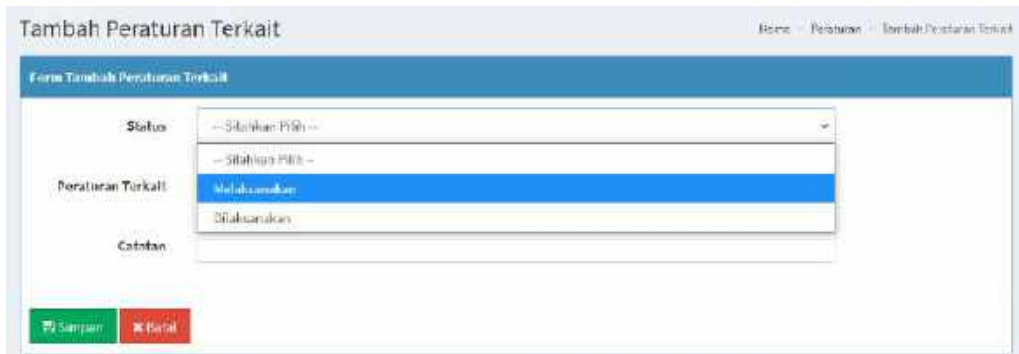 Tambah Peraturan Terkait
Home - Peraturan - Tambah Peraturan Terkait
Form Tambah Peraturan Terkait
Status
-- Silahkan Pilih --
-- Silahkan Pilih --
Peraturan Terkait
Melaksanakan
Dilaksanakan
Catatan
Simpan
Batal